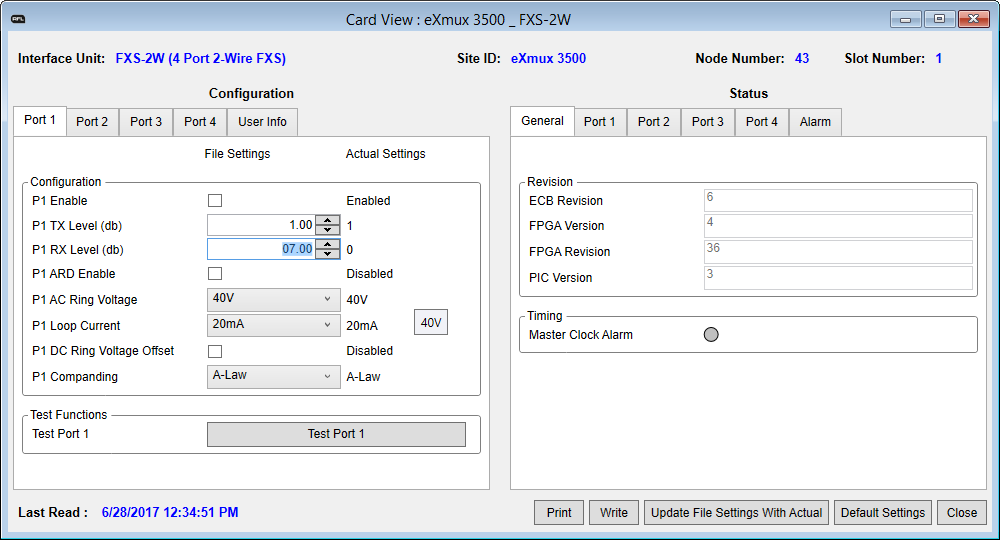 RFL Card View : eXmux 3500 _ FXS-2W
Interface Unit: FXS-2W (4 Port 2-Wire FXS) Site ID: eXmux 3500 Node Number: 43 Slot Number: 1
Configuration
Port 1 Port 2 Port 3 Port 4 User Info
File Settings Actual Settings
Configuration
P1 Enable Enabled
P1 TX Level (db) 1.00 1
P1 RX Level (db) 07.00 0
P1 ARD Enable Disabled
P1 AC Ring Voltage 40V 40V
P1 Loop Current 20mA 20mA 40V
P1 DC Ring Voltage Offset Disabled
P1 Companding A-Law A-Law
Test Functions
Test Port 1 Test Port 1
Status
General Port 1 Port 2 Port 3 Port 4 Alarm
Revision
ECB Revision 6
FPGA Version 4
FPGA Revision 36
PIC Version 3
Timing
Master Clock Alarm
Last Read : 6/28/2017 12:34:51 PM Print Write Update File Settings With Actual Default Settings Close